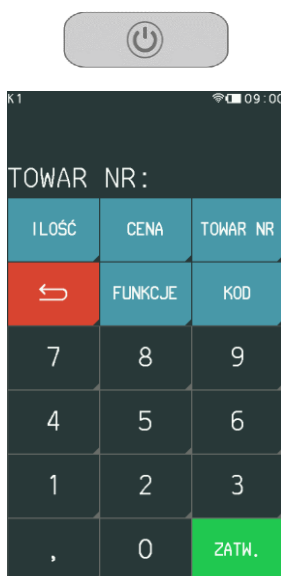 K1 09:00
TOWAR NR:
ILOŚĆ CENA TOWAR NR
FUNKCJE KOD
7 8 9
4 5 6
1 2 3
, 0 ZATW.